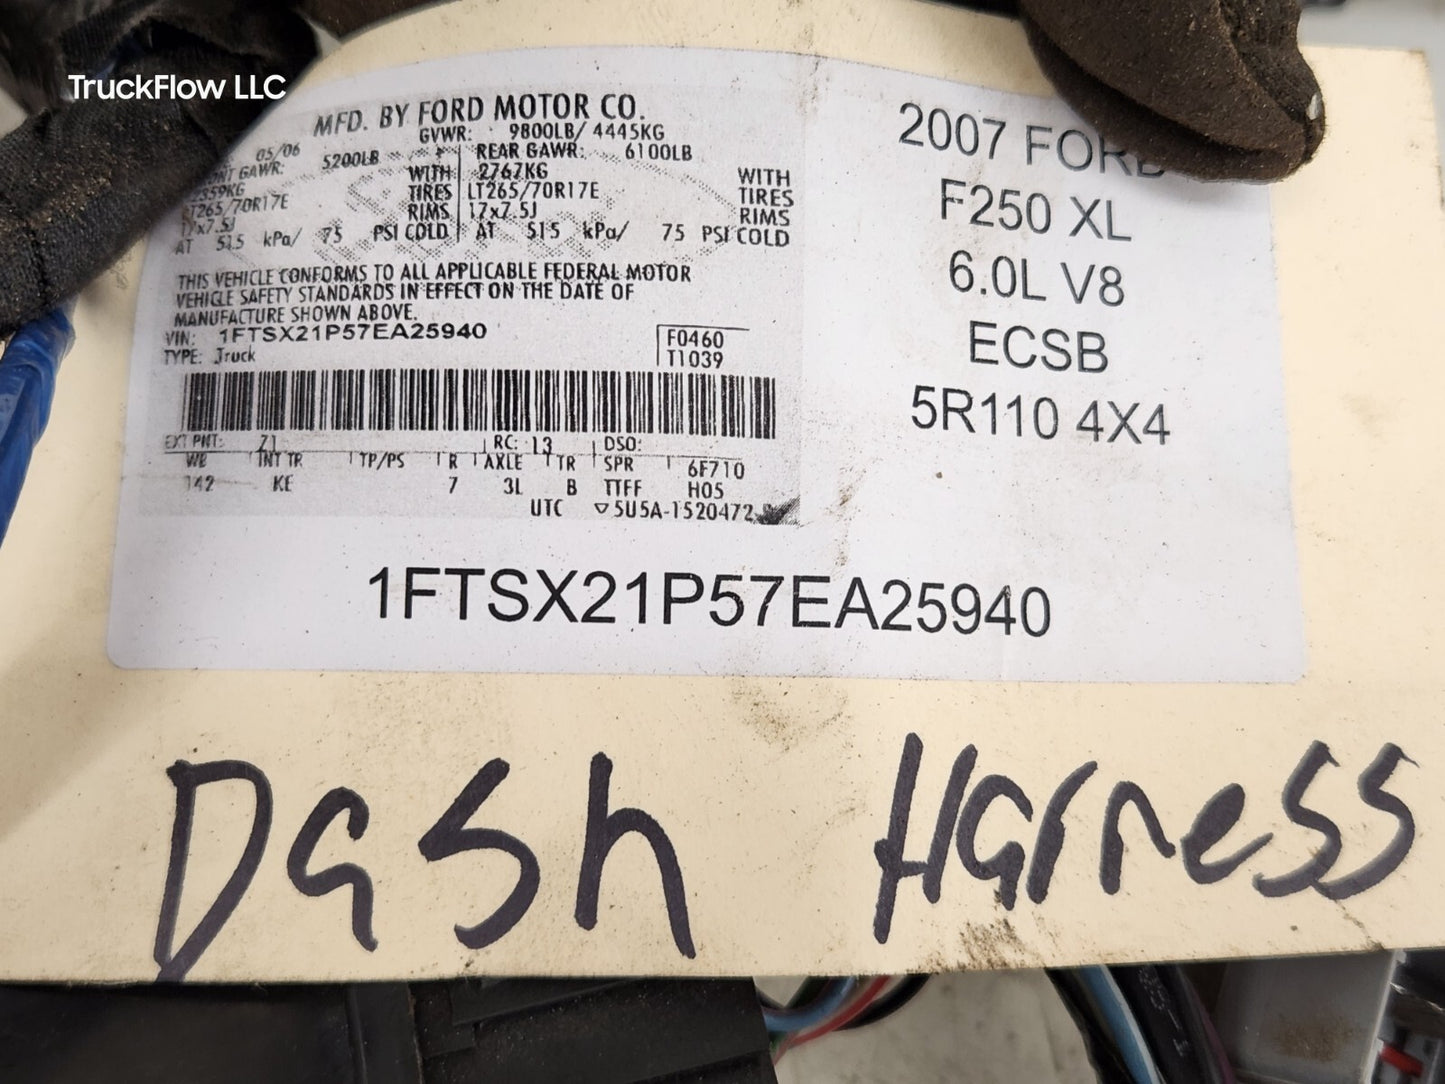 TruckFlow LLC
MFD. BY FORD MOTOR CO.
05/06 GVWR: 9800LB/ 4445KG
GAWR: 5200LB REAR GAWR: 6100LB
WITH 2767KG WITH
LT265/70R17E TIRES LT265/70R17E TIRES
17x7.5J RIMS 17x7.5J RIMS
AT 515 kPa/ 75 PSI COLD AT 515 kPa/ 75 PSI COLD
THIS VEHICLE CONFORMS TO ALL APPLICABLE FEDERAL MOTOR
VEHICLE SAFETY STANDARDS IN EFFECT ON THE DATE OF
MANUFACTURE SHOWN ABOVE.
VIN: 1FTSX21P57EA25940 F0460
TYPE: Truck T1039
EXT PNT: Z1 RC: 13 DSO:
WB INT TR TP/PS R AXLE TR SPR 6F710
142 KE 7 3L B TTFF H05
UTC ▽5U5A-1520472
2007 FORD
F250 XL
6.0L V8
ECSB
5R110 4X4
1FTSX21P57EA25940
Dash Harness